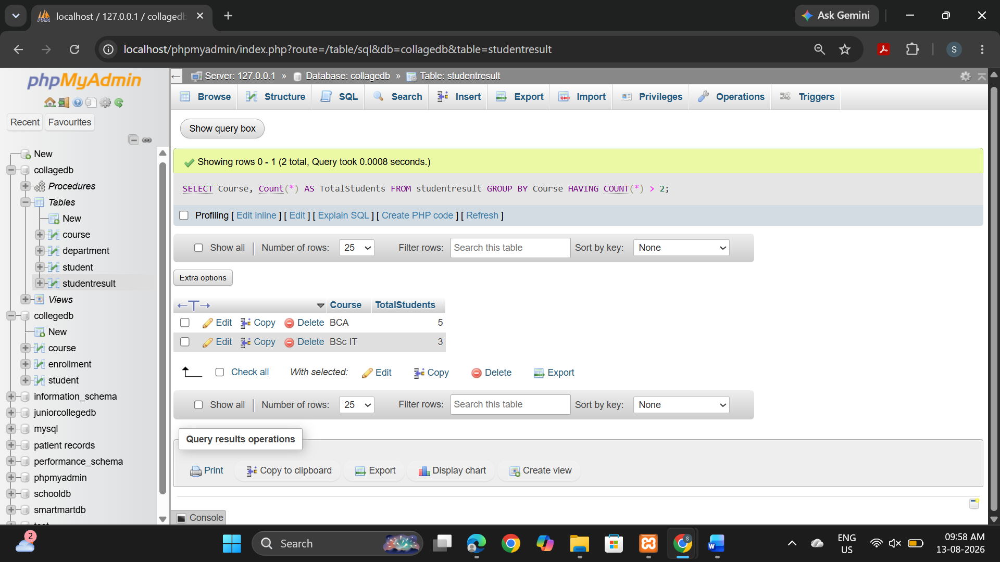 localhost / 127.0.0.1 / collagedb
Ask Gemini
localhost/phpmyadmin/index.php?route=/table/sql&db=collagedb&table=studentresult
S
phpMyAdmin
Recent
Favourites
New
collagedb
Procedures
Tables
New
course
department
student
studentresult
Views
collegedb
New
course
enrollment
student
information_schema
juniorcollegedb
mysql
patient records
performance_schema
phpmyadmin
schooldb
smartmartdb
Server: 127.0.0.1 » Database: collagedb » Table: studentresult
Browse Structure SQL Search Insert Export Import Privileges Operations Triggers
Show query box
Showing rows 0 - 1 (2 total, Query took 0.0008 seconds.)
SELECT Course, Count(*) AS TotalStudents FROM studentresult GROUP BY Course HAVING COUNT(*) > 2;
Profiling [ Edit inline ] [ Edit ] [ Explain SQL ] [ Create PHP code ] [ Refresh ]
Show all Number of rows: 25 Filter rows: Search this table Sort by key: None
Extra options
←T→ Course TotalStudents
Edit Copy Delete BCA 5
Edit Copy Delete BSc IT 3
Check all With selected: Edit Copy Delete Export
Show all Number of rows: 25 Filter rows: Search this table Sort by key: None
Query results operations
Print Copy to clipboard Export Display chart Create view
Console
2
Search
S
W
ENG
US
09:58 AM
13-08-2026